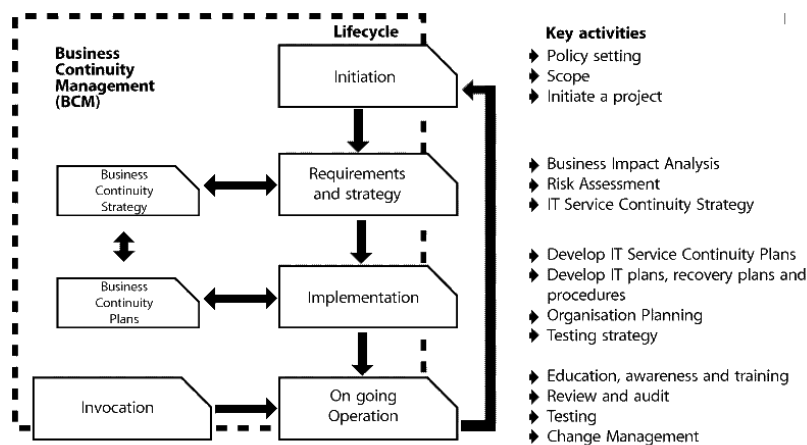 Business
Continuity
Management
(BCM)
Lifecycle
Initiation
Key activities
Policy setting
Scope
Initiate a project
Business
Continuity
Strategy
Requirements
and strategy
Business Impact Analysis
Risk Assessment
IT Service Continuity Strategy
Business
Continuity
Plans
Implementation
Develop IT Service Continuity Plans
Develop IT plans, recovery plans and
procedures
Organisation Planning
Testing strategy
Invocation
On going
Operation
Education, awareness and training
Review and audit
Testing
Change Management